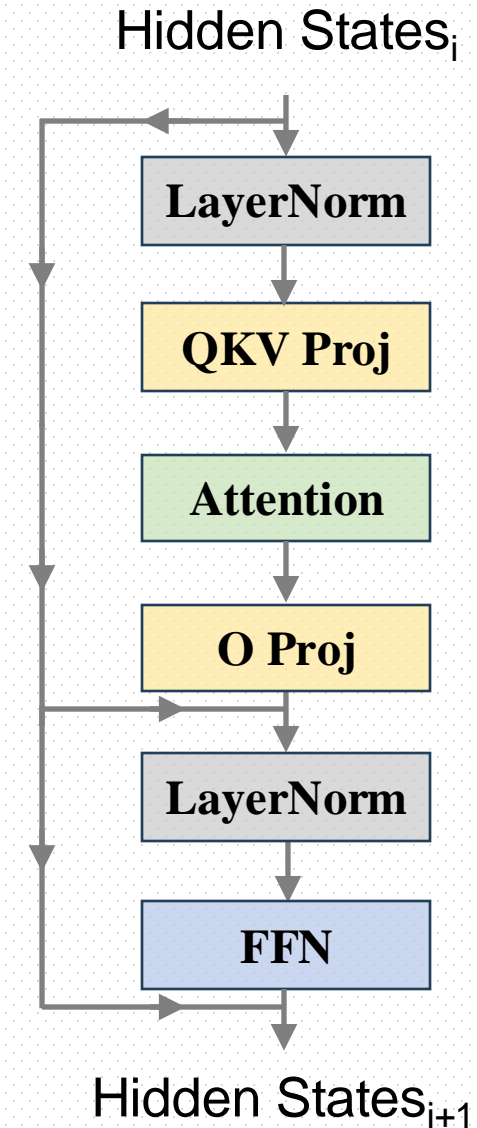 Hidden Statesᵢ
LayerNorm
QKV Proj
Attention
O Proj
LayerNorm
FFN
Hidden Statesᵢ₊₁